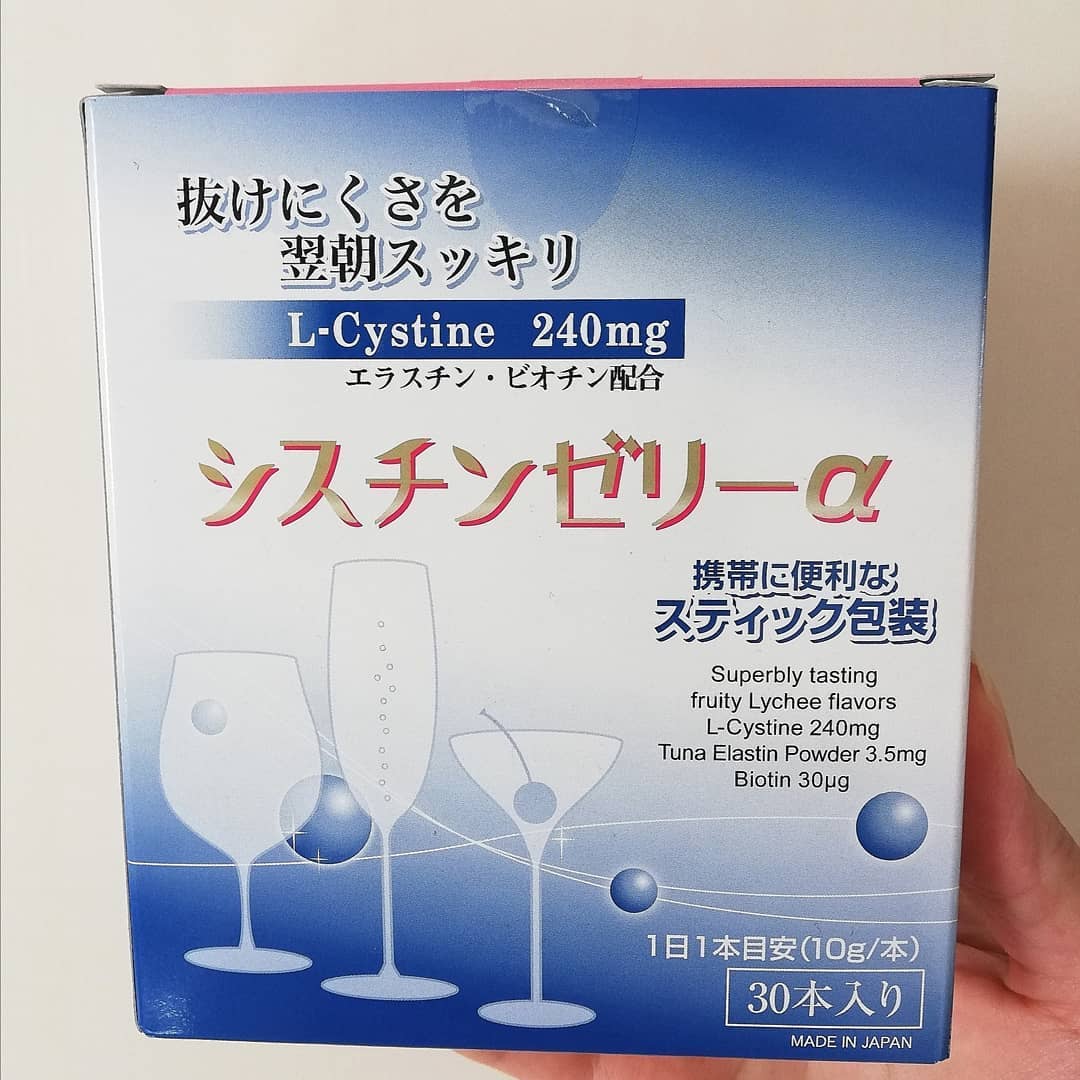 抜けにくさを
翌朝スッキリ
L-Cystine 240mg
エラスチン・ビオチン配合
シスチンゼリーα
携帯に便利な
スティック包装
Superbly tasting
fruity Lychee flavors
L-Cystine 240mg
Tuna Elastin Powder 3.5mg
Biotin 30μg
1日1本目安(10g/本)
30本入り
MADE IN JAPAN